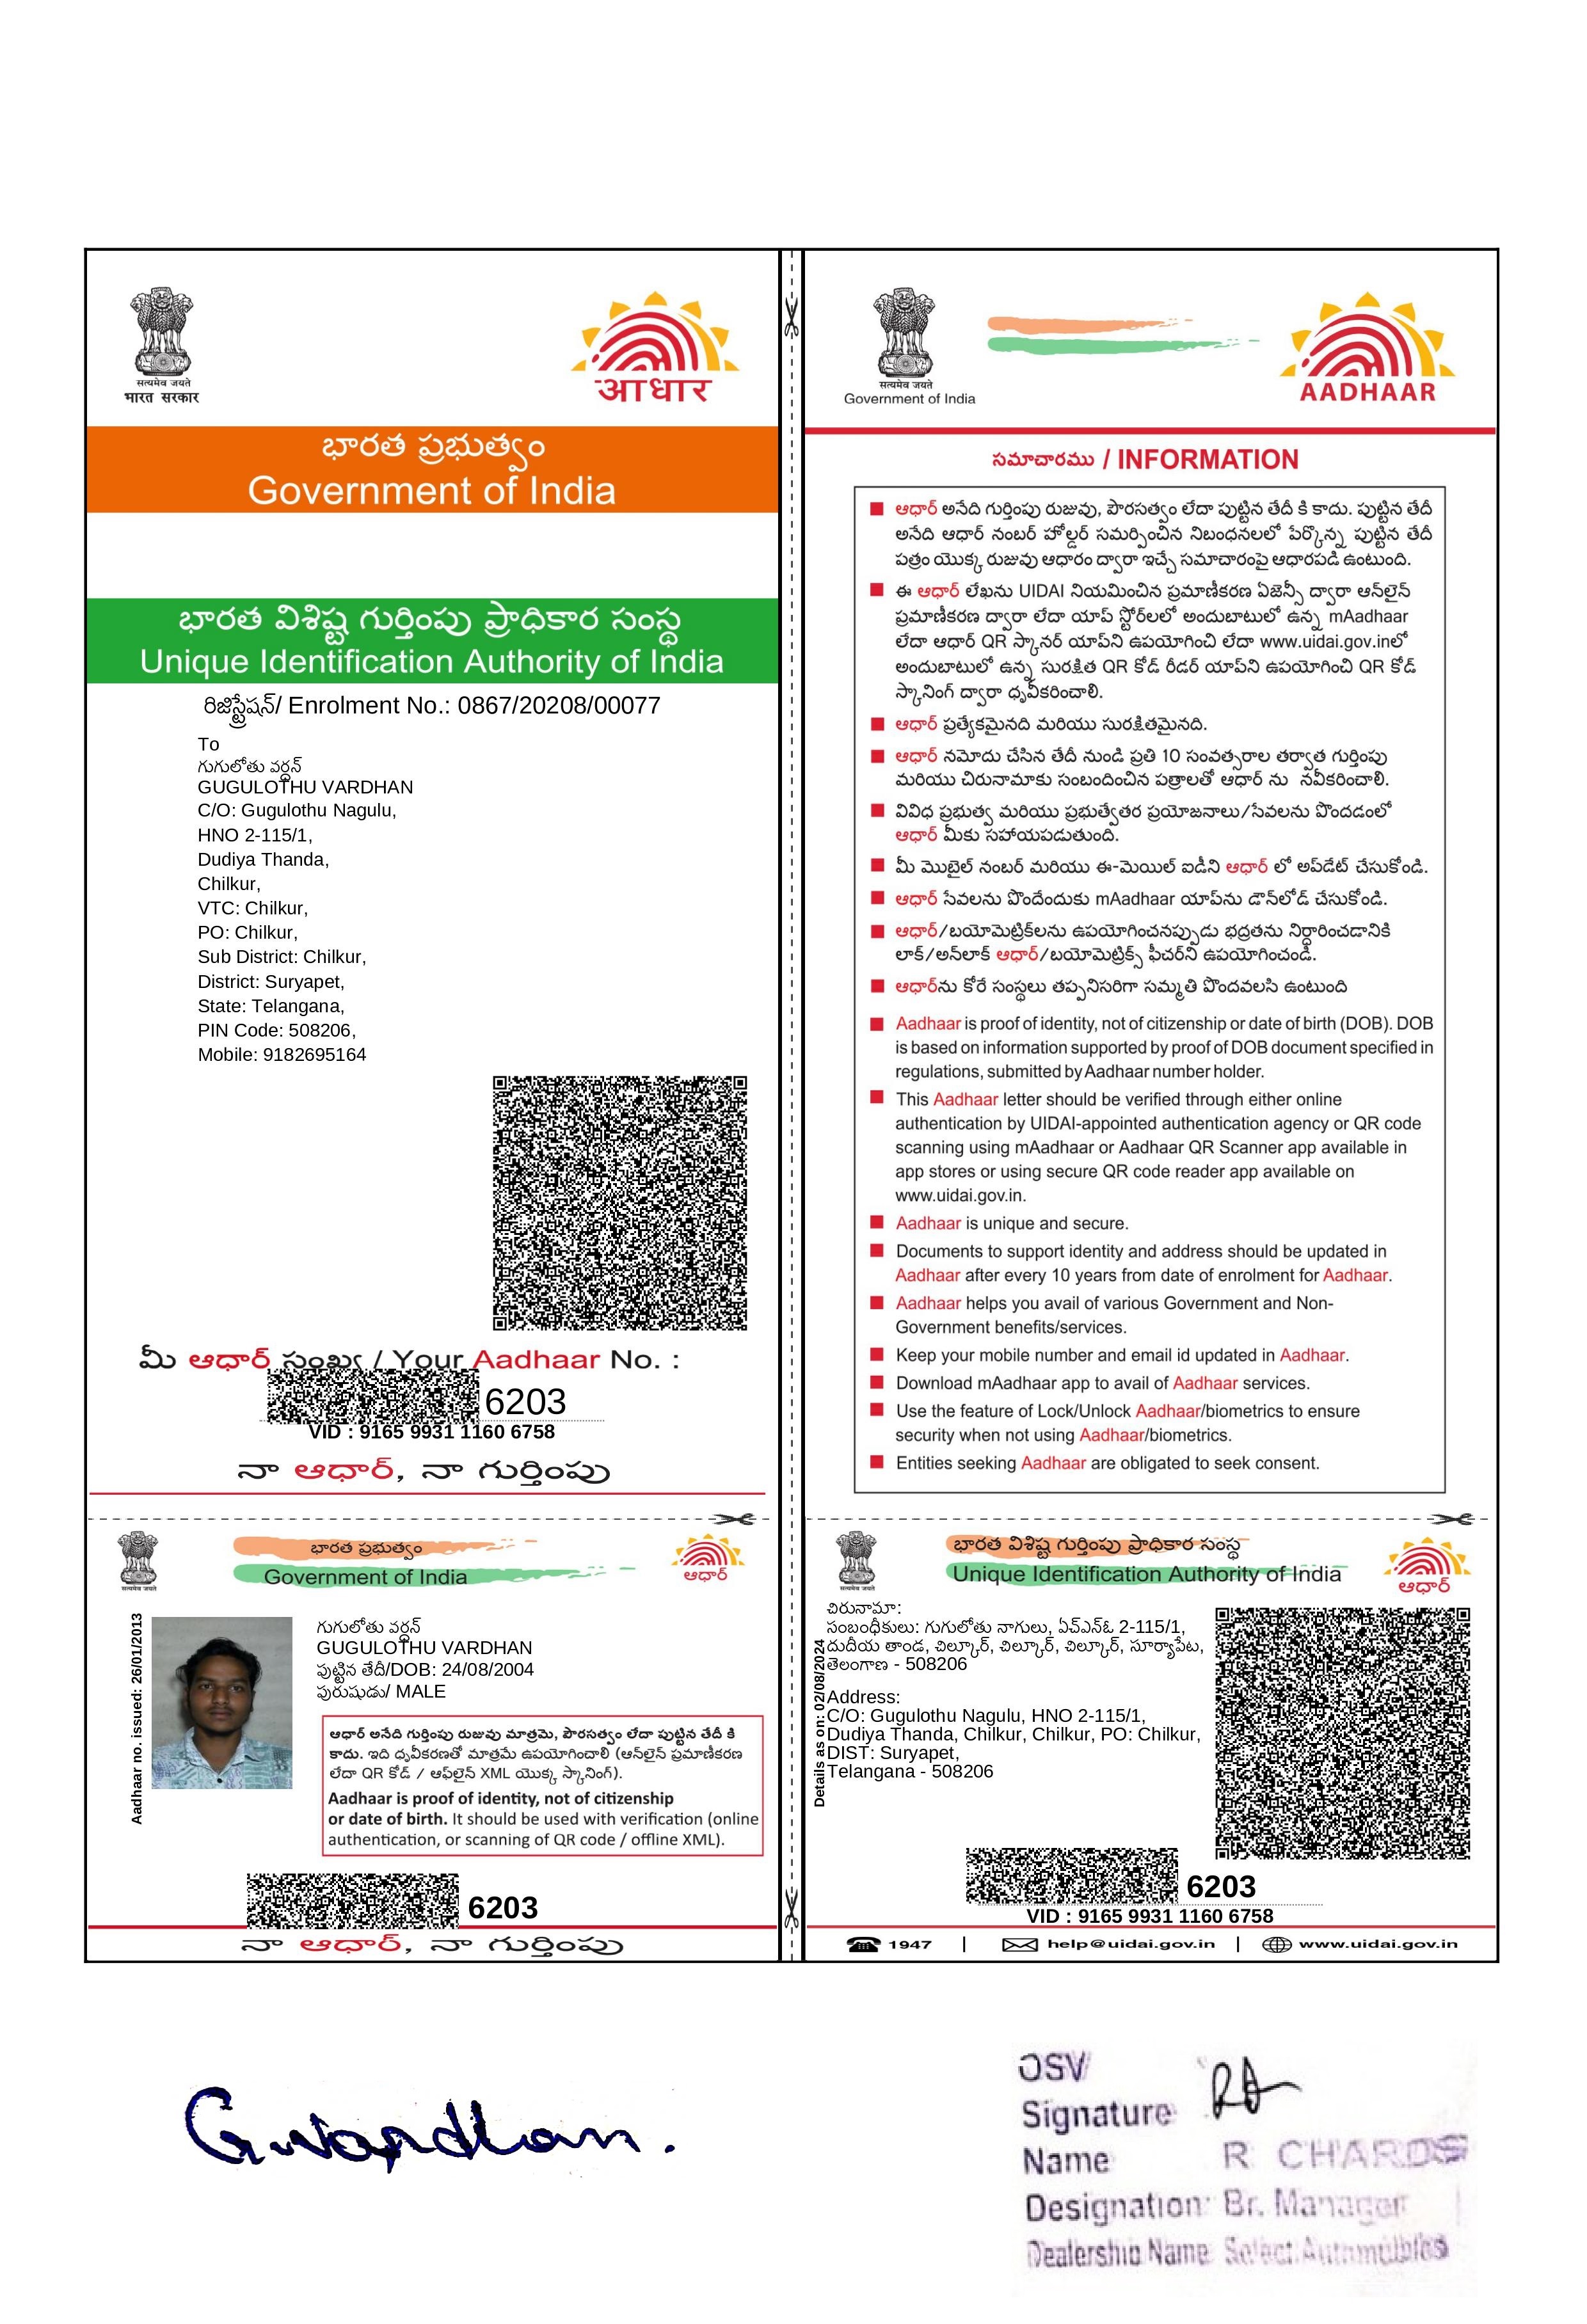 सत्यमेव जयते
भारत सरकार
आधार
భారత ప్రభుత్వం
Government of India
భారత విశిష్ట గుర్తింపు ప్రాధికార సంస్థ
Unique Identification Authority of India
రిజిస్ట్రేషన్/ Enrolment No.: 0867/20208/00077
To
గుగులోతు వర్ధన్
GUGULOTHU VARDHAN
C/O: Gugulothu Nagulu,
HNO 2-115/1,
Dudiya Thanda,
Chilkur,
VTC: Chilkur,
PO: Chilkur,
Sub District: Chilkur,
District: Suryapet,
State: Telangana,
PIN Code: 508206,
Mobile: 9182695164
మీ ఆధార్ సంఖ్య / Your Aadhaar No. :
6203
VID : 9165 9931 1160 6758
నా ఆధార్, నా గుర్తింపు
सत्यमेव जयते
Government of India
AADHAAR
సమాచారము / INFORMATION
ఆధార్ అనేది గుర్తింపు రుజువు, పౌరసత్వం లేదా పుట్టిన తేదీ కి కాదు. పుట్టిన తేదీ
అనేది ఆధార్ నంబర్ హోల్డర్ సమర్పించిన నిబంధనలలో పేర్కొన్న పుట్టిన తేదీ
పత్రం యొక్క రుజువు ఆధారం ద్వారా ఇచ్చే సమాచారంపై ఆధారపడి ఉంటుంది.
ఈ ఆధార్ లేఖను UIDAI నియమించిన ప్రమాణీకరణ ఏజెన్సీ ద్వారా ఆన్‌లైన్
ప్రమాణీకరణ ద్వారా లేదా యాప్ స్టోర్‌లలో అందుబాటులో ఉన్న mAadhaar
లేదా ఆధార్ QR స్కానర్ యాప్‌ని ఉపయోగించి లేదా www.uidai.gov.inలో
అందుబాటులో ఉన్న సురక్షిత QR కోడ్ రీడర్ యాప్‌ని ఉపయోగించి QR కోడ్
స్కానింగ్ ద్వారా ధృవీకరించాలి.
ఆధార్ ప్రత్యేకమైనది మరియు సురక్షితమైనది.
ఆధార్ నమోదు చేసిన తేదీ నుండి ప్రతి 10 సంవత్సరాల తర్వాత గుర్తింపు
మరియు చిరునామాకు సంబందించిన పత్రాలతో ఆధార్ ను నవీకరించాలి.
వివిధ ప్రభుత్వ మరియు ప్రభుత్వేతర ప్రయోజనాలు/సేవలను పొందడంలో
ఆధార్ మీకు సహాయపడుతుంది.
మీ మొబైల్ నంబర్ మరియు ఈ-మెయిల్ ఐడీని ఆధార్ లో అప్‌డేట్ చేసుకోండి.
ఆధార్ సేవలను పొందేందుకు mAadhaar యాప్‌ను డౌన్‌లోడ్ చేసుకోండి.
ఆధార్/బయోమెట్రిక్‌లను ఉపయోగించనప్పుడు భద్రతను నిర్ధారించడానికి
లాక్/అన్‌లాక్ ఆధార్/బయోమెట్రిక్స్ ఫీచర్‌ని ఉపయోగించండి.
ఆధార్‌ను కోరే సంస్థలు తప్పనిసరిగా సమ్మతి పొందవలసి ఉంటుంది
Aadhaar is proof of identity, not of citizenship or date of birth (DOB). DOB
is based on information supported by proof of DOB document specified in
regulations, submitted by Aadhaar number holder.
This Aadhaar letter should be verified through either online
authentication by UIDAI-appointed authentication agency or QR code
scanning using mAadhaar or Aadhaar QR Scanner app available in
app stores or using secure QR code reader app available on
www.uidai.gov.in.
Aadhaar is unique and secure.
Documents to support identity and address should be updated in
Aadhaar after every 10 years from date of enrolment for Aadhaar.
Aadhaar helps you avail of various Government and Non-
Government benefits/services.
Keep your mobile number and email id updated in Aadhaar.
Download mAadhaar app to avail of Aadhaar services.
Use the feature of Lock/Unlock Aadhaar/biometrics to ensure
security when not using Aadhaar/biometrics.
Entities seeking Aadhaar are obligated to seek consent.
భారత ప్రభుత్వం
Government of India
ఆధార్
Aadhaar no. issued: 26/01/2013
గుగులోతు వర్ధన్
GUGULOTHU VARDHAN
పుట్టిన తేదీ/DOB: 24/08/2004
పురుషుడు/ MALE
ఆధార్ అనేది గుర్తింపు రుజువు మాత్రమె, పౌరసత్వం లేదా పుట్టిన తేదీ కి
కాదు. ఇది ధృవీకరణతో మాత్రమే ఉపయోగించాలి (ఆన్‌లైన్ ప్రమాణీకరణ
లేదా QR కోడ్ / ఆఫ్‌లైన్ XML యొక్క స్కానింగ్).
Aadhaar is proof of identity, not of citizenship
or date of birth. It should be used with verification (online
authentication, or scanning of QR code / offline XML).
6203
నా ఆధార్, నా గుర్తింపు
భారత విశిష్ట గుర్తింపు ప్రాధికార సంస్థ
Unique Identification Authority of India
ఆధార్
Details as on: 02/08/2024
చిరునామా:
సంబంధీకులు: గుగులోతు నాగులు, ఏచ్ఎన్ఓ 2-115/1,
దుదీయ తాండ, చిల్కూర్, చిల్కూర్, చిల్కూర్, సూర్యాపేట,
తెలంగాణ - 508206
Address:
C/O: Gugulothu Nagulu, HNO 2-115/1,
Dudiya Thanda, Chilkur, Chilkur, PO: Chilkur,
DIST: Suryapet,
Telangana - 508206
6203
VID : 9165 9931 1160 6758
1947 | help@uidai.gov.in | www.uidai.gov.in
G Vardhan.
OSV
Signature
Name R CHARDS
Designation: Br. Manager
Dealership Name Select Automobiles